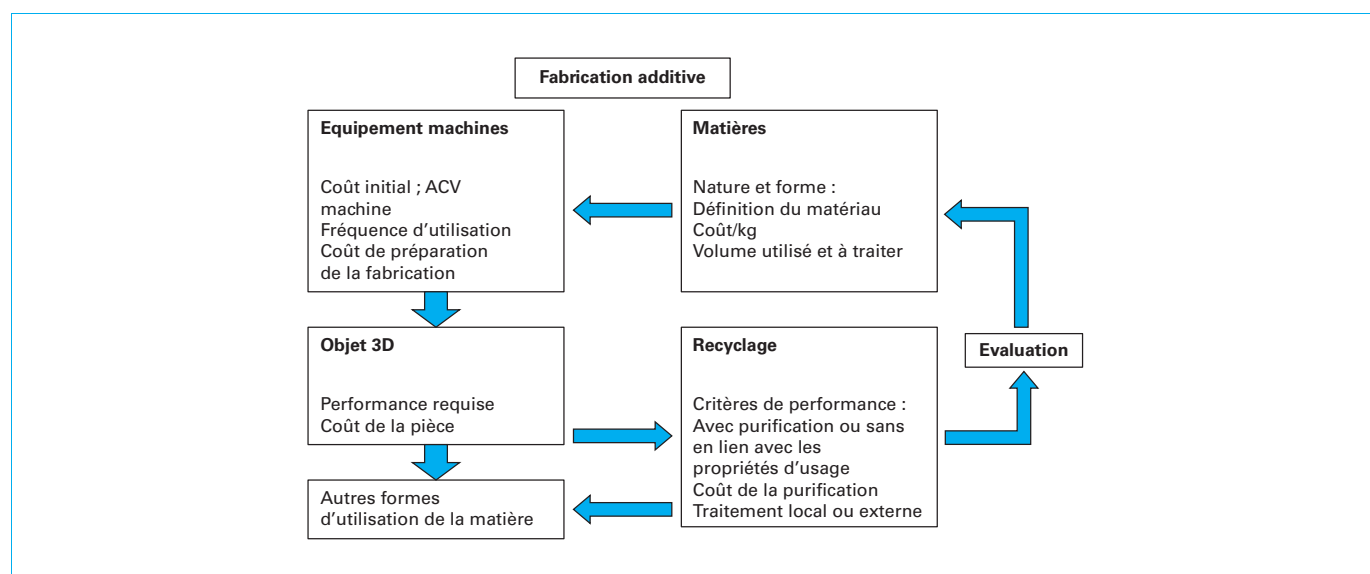 Fabrication additive
Equipement machines
Coût initial ; ACV
machine
Fréquence d'utilisation
Coût de préparation
de la fabrication
Matières
Nature et forme :
Définition du matériau
Coût/kg
Volume utilisé et à traiter
Objet 3D
Performance requise
Coût de la pièce
Recyclage
Critères de performance :
Avec purification ou sans
en lien avec les
propriétés d'usage
Coût de la purification
Traitement local ou externe
Evaluation
Autres formes
d'utilisation de la matière